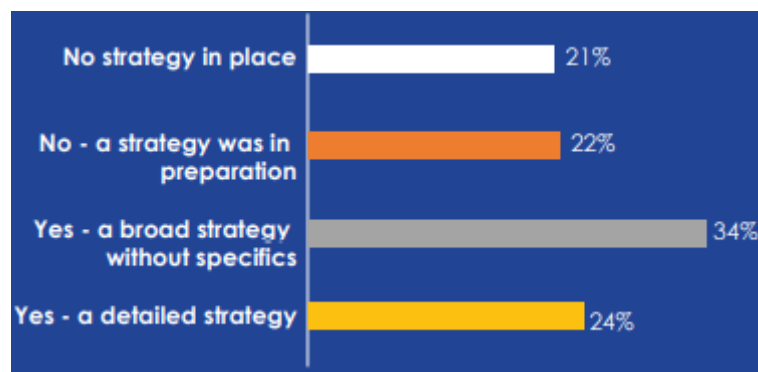 No strategy in place 21%
No - a strategy was in 22%
preparation
Yes - a broad strategy 34%
without specifics
Yes - a detailed strategy 24%